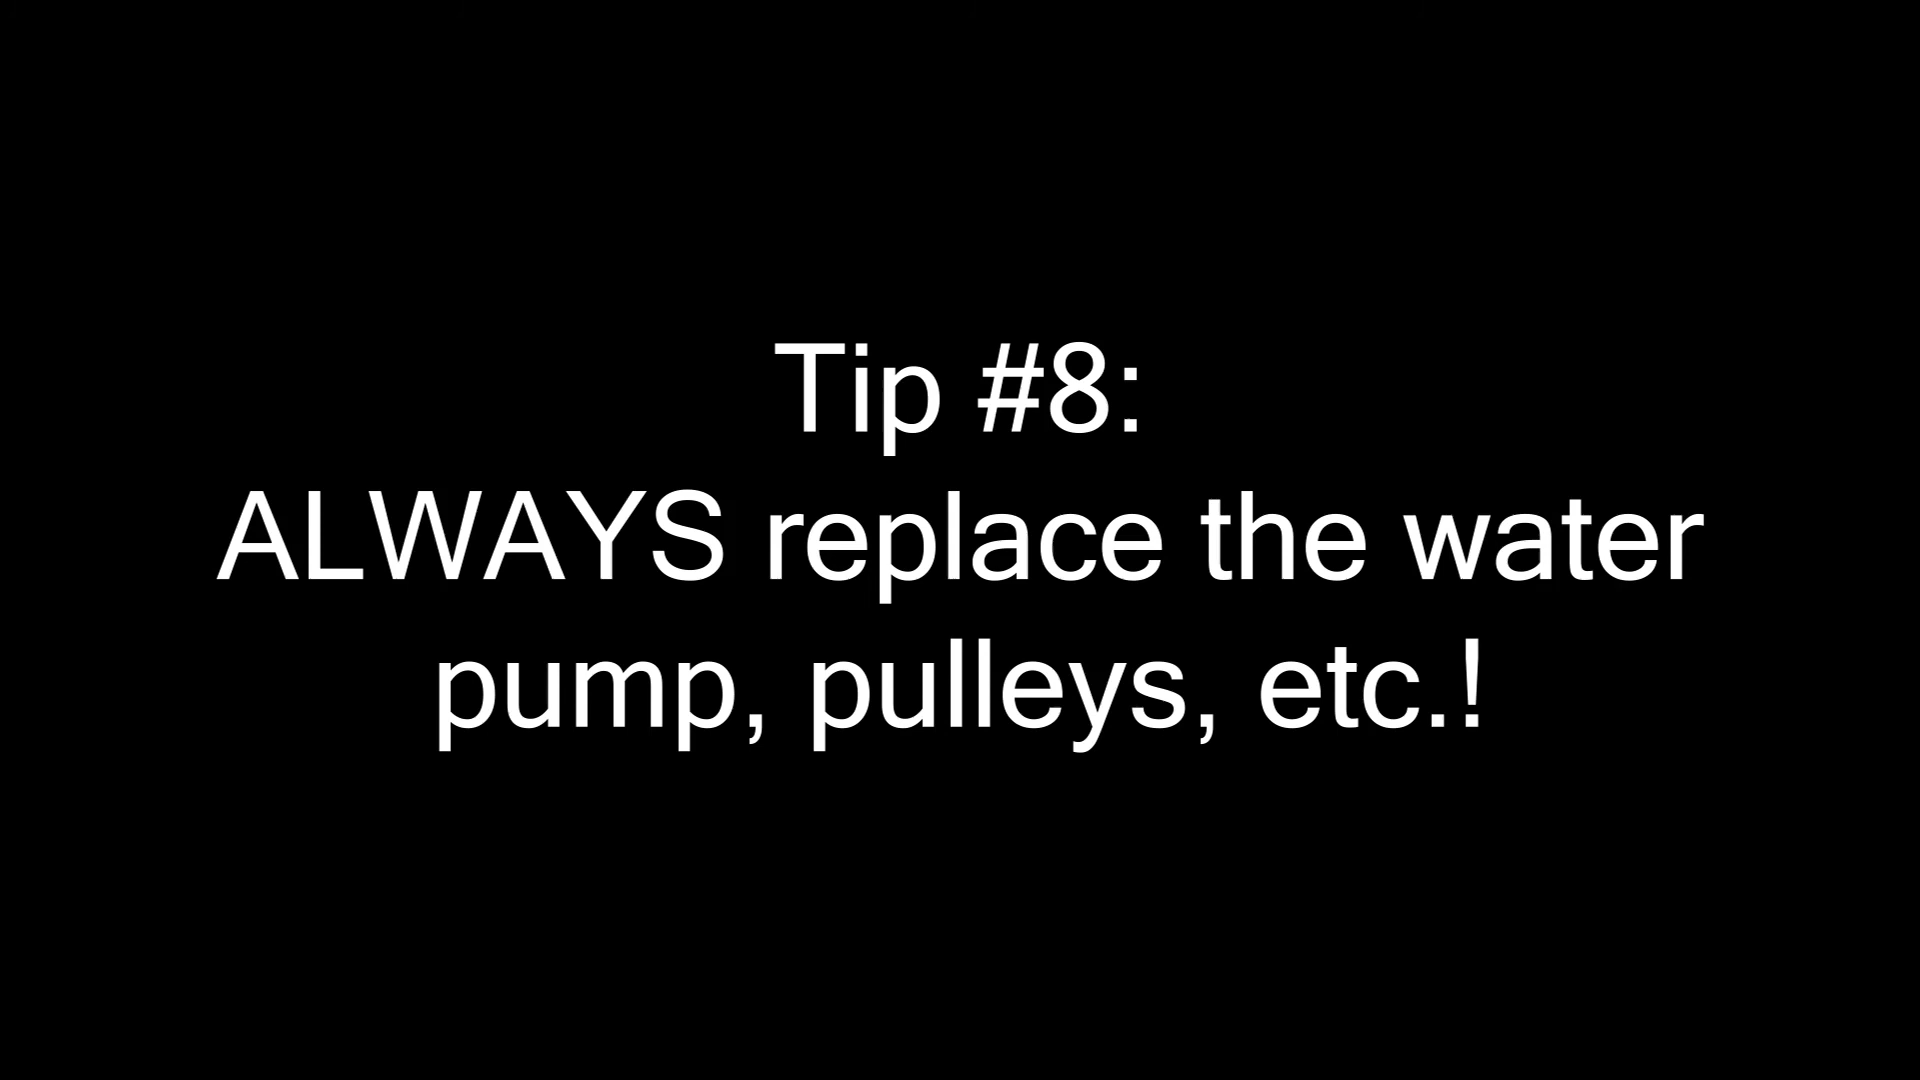 Tip #8:
ALWAYS replace the water
pump, pulleys, etc.!